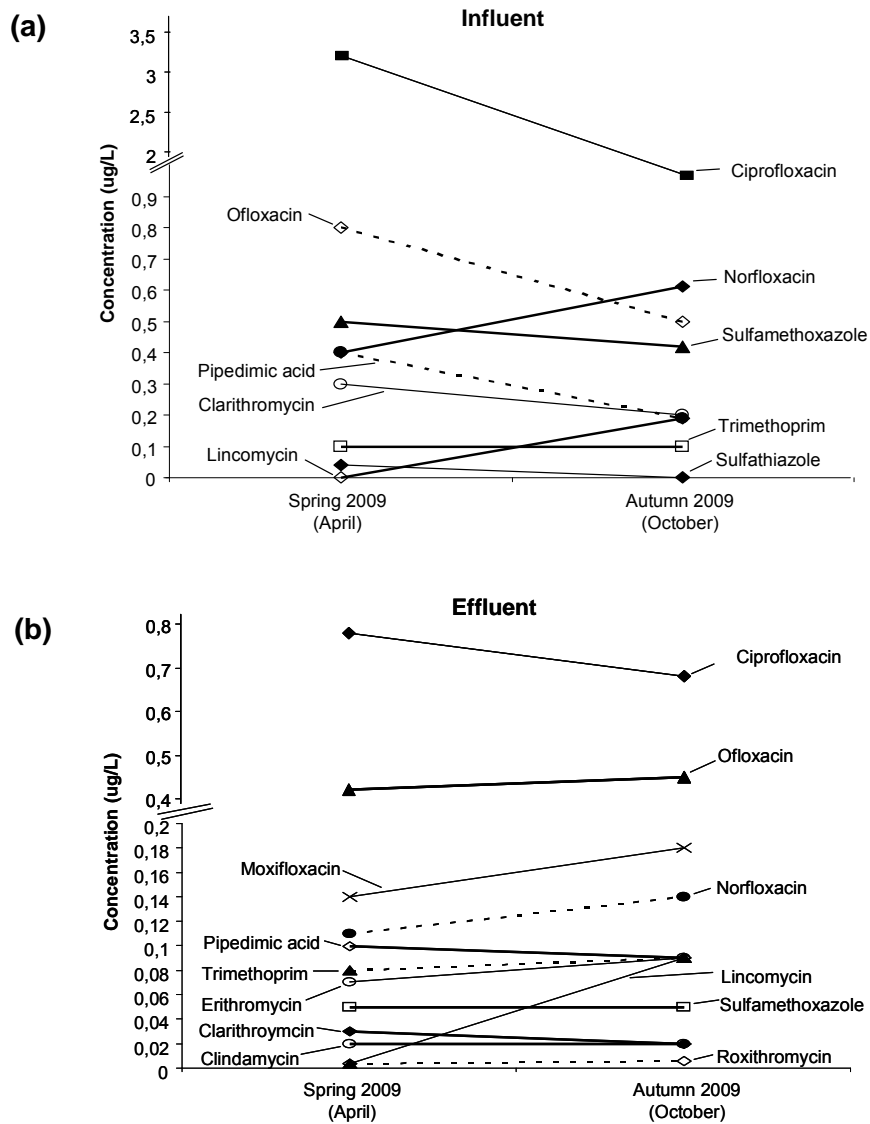 (a)
Influent
Concentration (ug/L)
3,5
3
2,5
2
0,9
0,8
0,7
0,6
0,5
0,4
0,3
0,2
0,1
0
Ciprofloxacin
Ofloxacin
Norfloxacin
Sulfamethoxazole
Pipedimic acid
Clarithromycin
Trimethoprim
Lincomycin
Sulfathiazole
Spring 2009
(April)
Autumn 2009
(October)
(b)
Effluent
Concentration (ug/L)
0,8
0,7
0,6
0,5
0,4
0,2
0,18
0,16
0,14
0,12
0,1
0,08
0,06
0,04
0,02
0
Ciprofloxacin
Ofloxacin
Moxifloxacin
Norfloxacin
Pipedimic acid
Trimethoprim
Lincomycin
Erithromycin
Sulfamethoxazole
Clarithroymcin
Clindamycin
Roxithromycin
Spring 2009
(April)
Autumn 2009
(October)